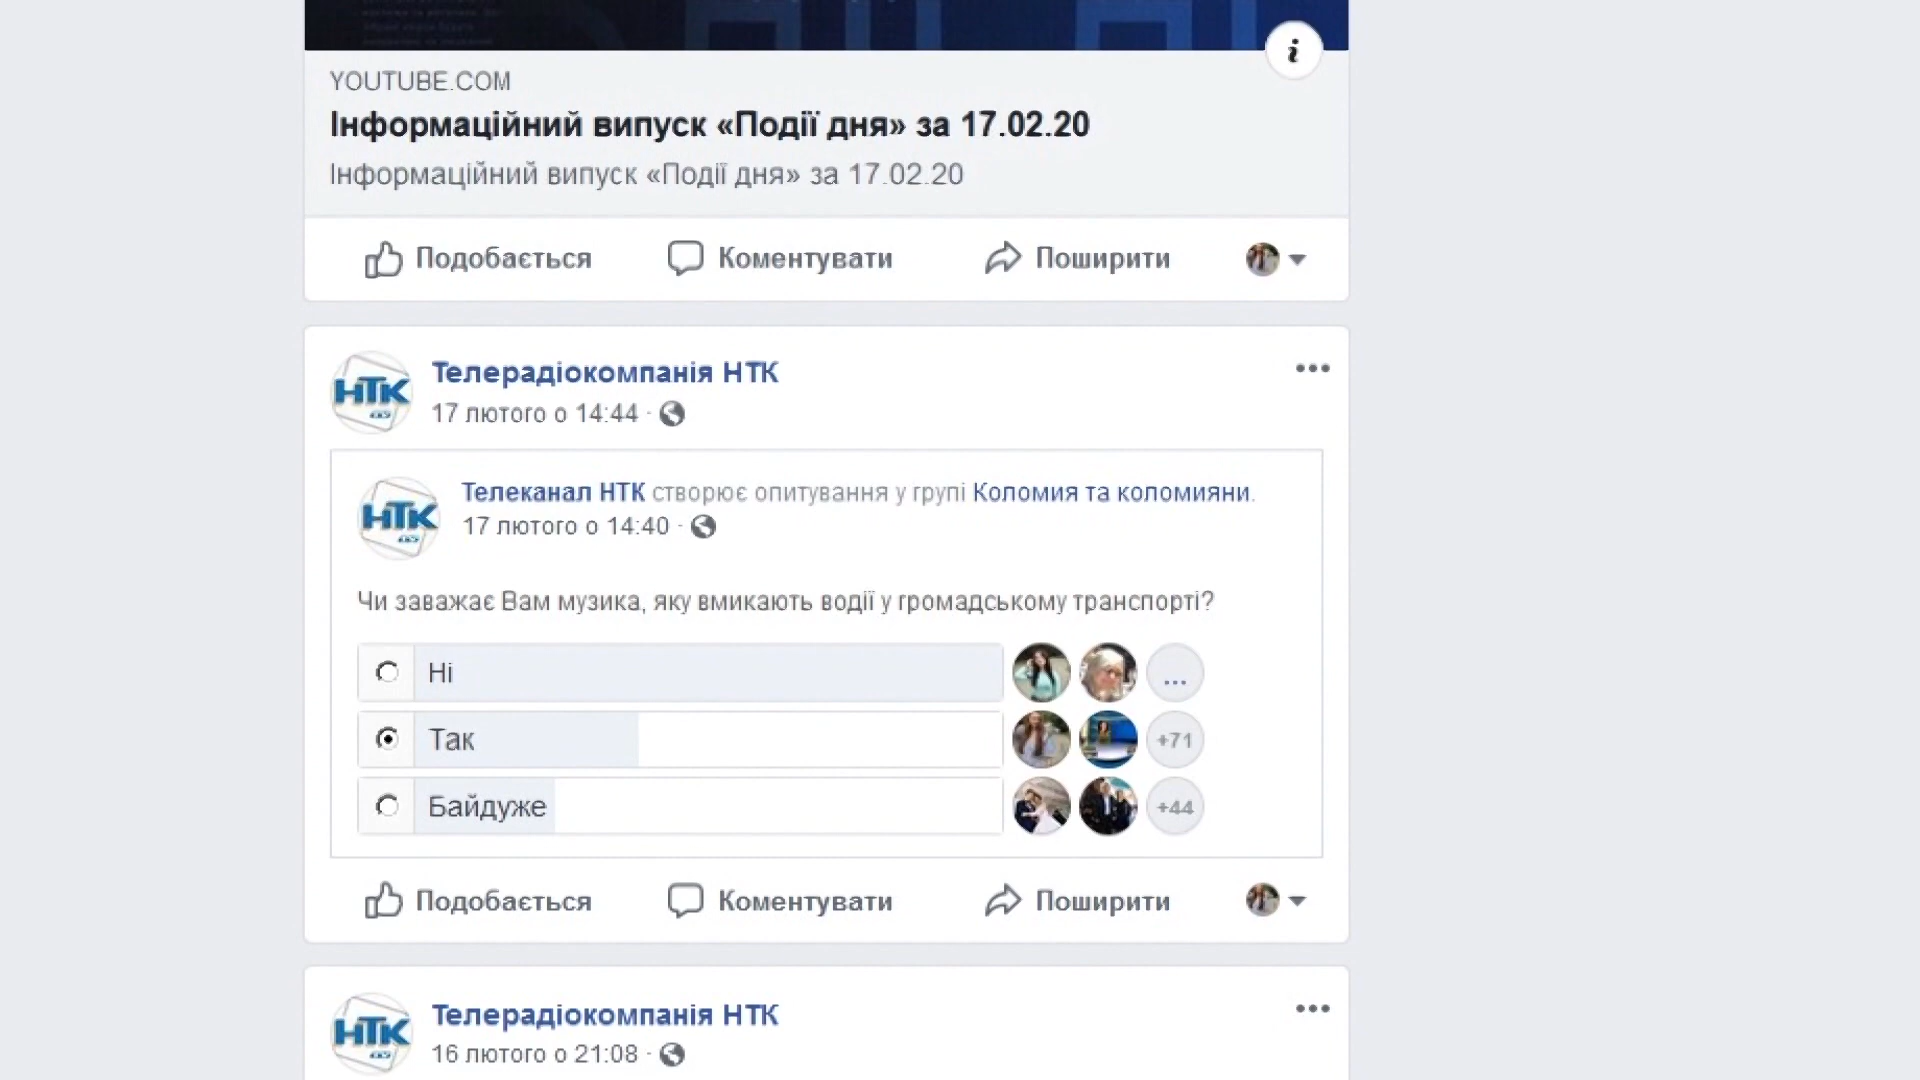 YOUTUBE.COM
Інформаційний випуск «Події дня» за 17.02.20
Інформаційний випуск «Події дня» за 17.02.20
Подобається Коментувати Поширити
НТК Телерадіокомпанія НТК
17 лютого о 14:44
НТК Телеканал НТК створює опитування у групі Коломия та коломияни.
17 лютого о 14:40
Чи заважає Вам музика, яку вмикають водії у громадському транспорті?
Ні ...
Так +71
Байдуже +44
Подобається Коментувати Поширити
НТК Телерадіокомпанія НТК
16 лютого о 21:08